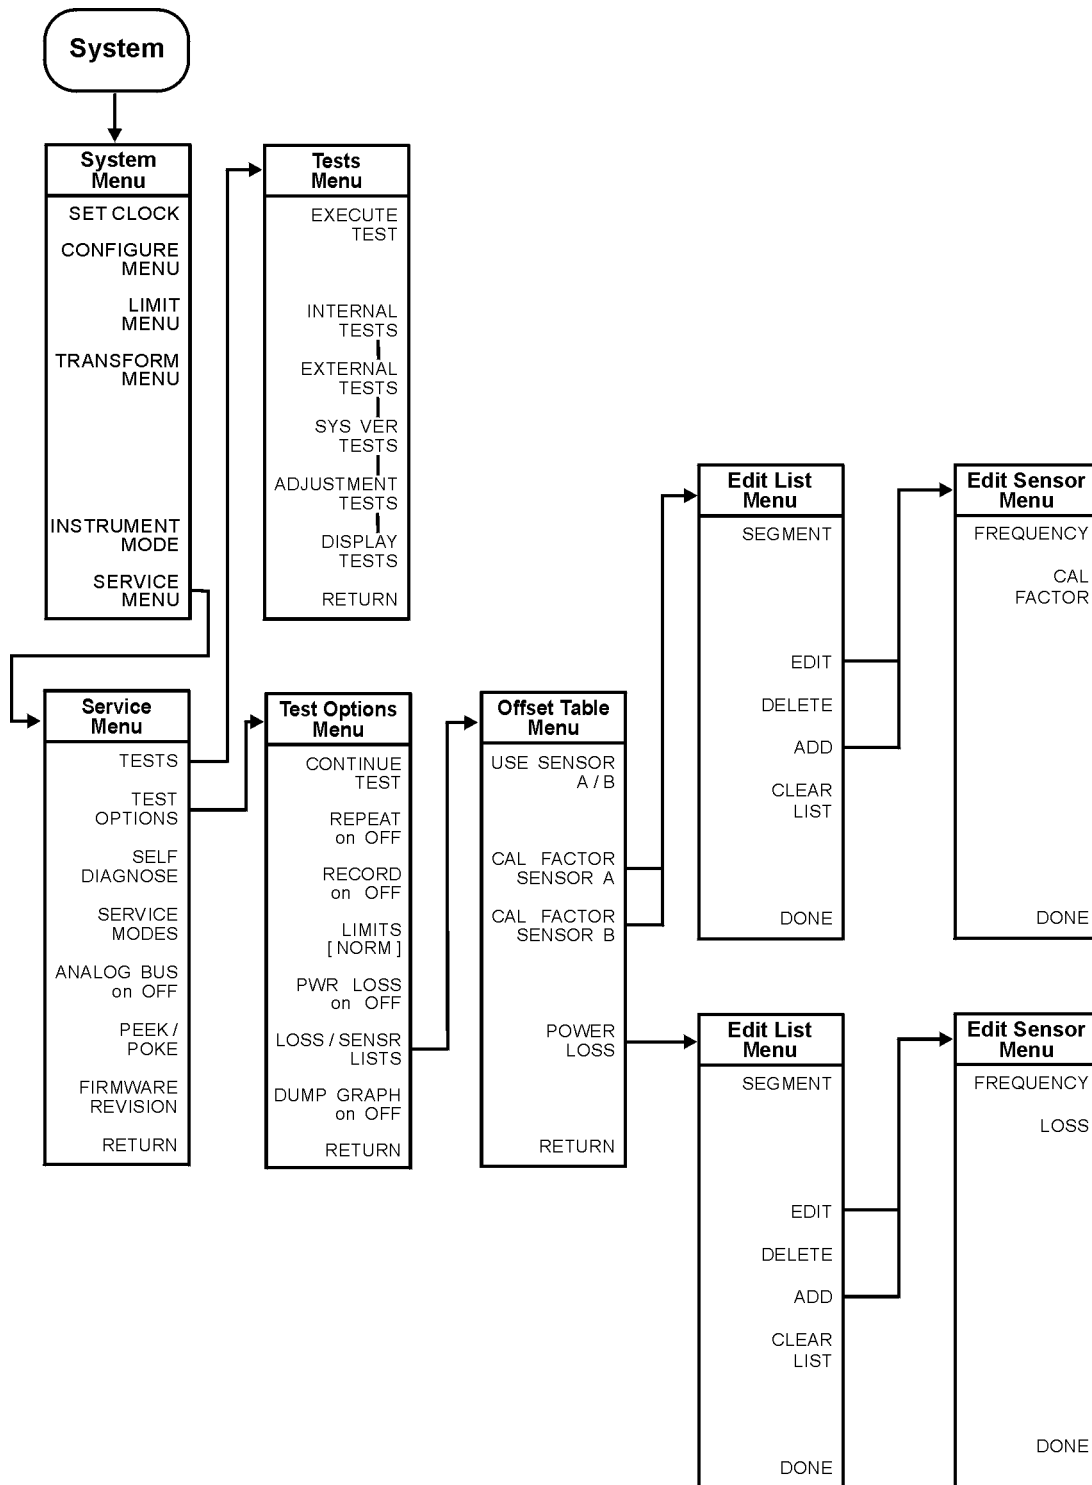 System
System
Menu
SET CLOCK
CONFIGURE
MENU
LIMIT
MENU
TRANSFORM
MENU
INSTRUMENT
MODE
SERVICE
MENU
Tests
Menu
EXECUTE
TEST
INTERNAL
TESTS
EXTERNAL
TESTS
SYS VER
TESTS
ADJUSTMENT
TESTS
DISPLAY
TESTS
RETURN
Service
Menu
TESTS
TEST
OPTIONS
SELF
DIAGNOSE
SERVICE
MODES
ANALOG BUS
on OFF
PEEK /
POKE
FIRMWARE
REVISION
RETURN
Test Options
Menu
CONTINUE
TEST
REPEAT
on OFF
RECORD
on OFF
LIMITS
[ NORM ]
PWR LOSS
on OFF
LOSS / SENSR
LISTS
DUMP GRAPH
on OFF
RETURN
Offset Table
Menu
USE SENSOR
A / B
CAL FACTOR
SENSOR A
CAL FACTOR
SENSOR B
POWER
LOSS
RETURN
Edit List
Menu
SEGMENT
EDIT
DELETE
ADD
CLEAR
LIST
DONE
Edit Sensor
Menu
FREQUENCY
CAL
FACTOR
DONE
Edit List
Menu
SEGMENT
EDIT
DELETE
ADD
CLEAR
LIST
DONE
Edit Sensor
Menu
FREQUENCY
LOSS
DONE